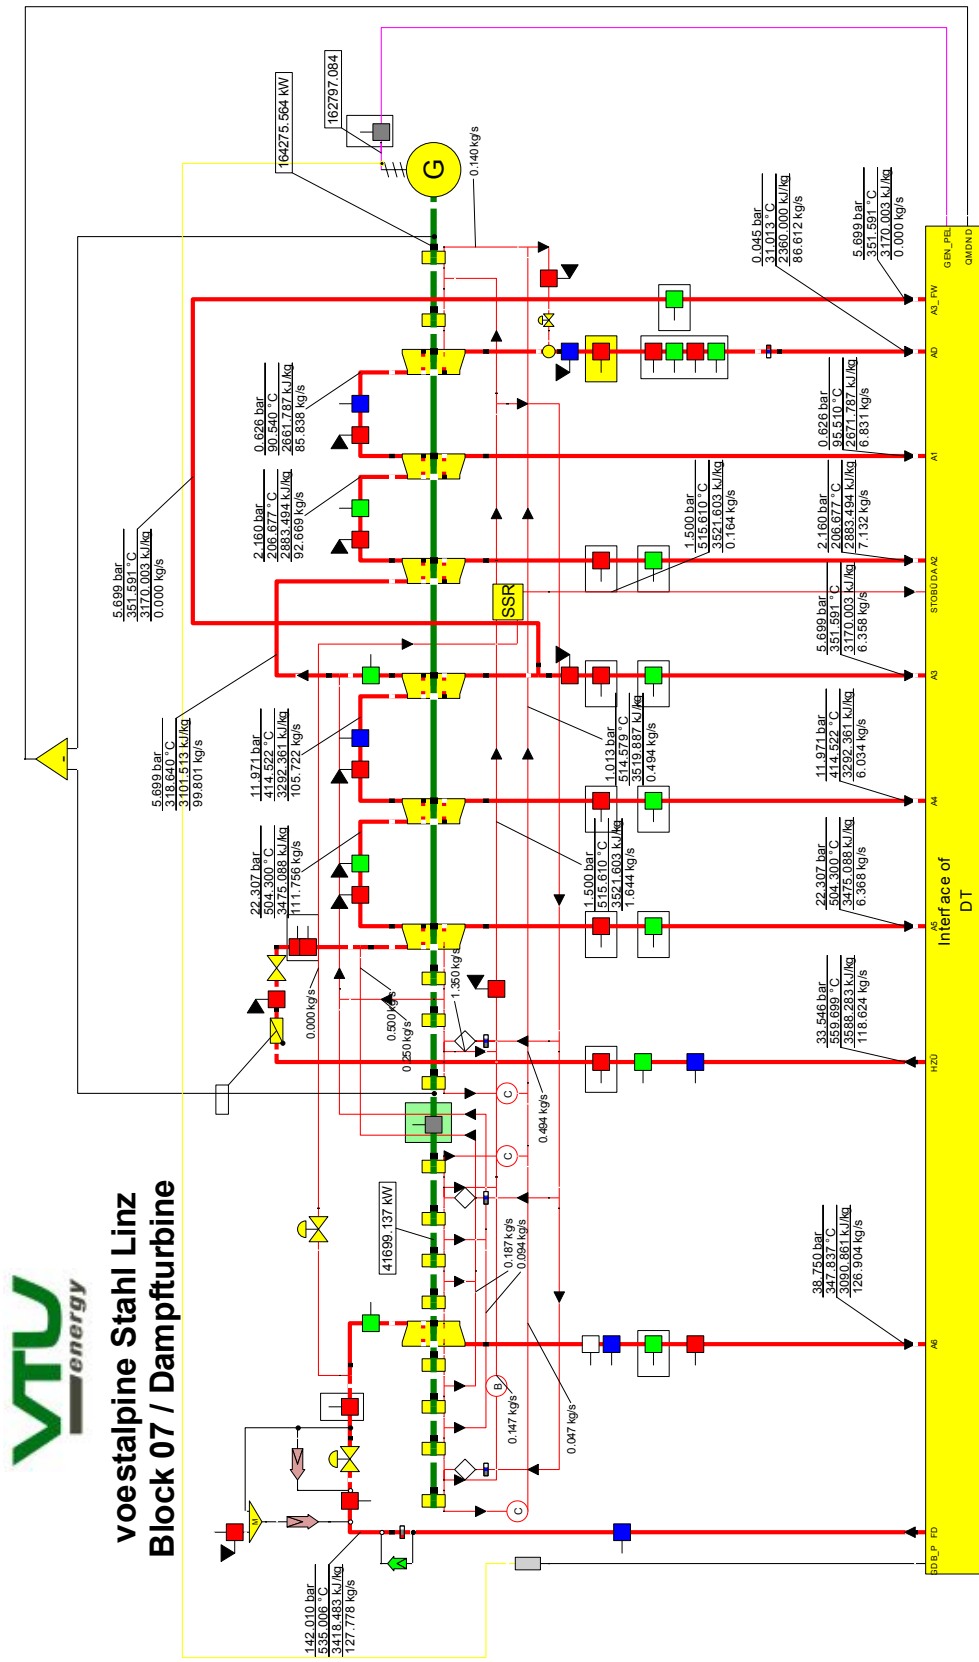 VTU
energy
voestalpine Stahl Linz
Block 07 / Dampfturbine
142.010 bar
535.006 °C
3418.483 kJ/kg
127.778 kg/s
M
41699.137 kW
0.000 kg/s
0.500 kg/s
0.250 kg/s
1.350 kg/s
22.307 bar
504.300 °C
3475.088 kJ/kg
111.756 kg/s
11.971 bar
414.522 °C
3292.361 kJ/kg
105.722 kg/s
5.699 bar
318.640 °C
3101.513 kJ/kg
99.801 kg/s
5.699 bar
351.591 °C
3170.003 kJ/kg
0.000 kg/s
2.160 bar
206.677 °C
2883.494 kJ/kg
92.669 kg/s
0.626 bar
90.540 °C
2661.787 kJ/kg
85.838 kg/s
164275.564 kW
162797.084
G
0.140 kg/s
SSR
C
C
C
B
0.187 kg/s
0.094 kg/s
0.147 kg/s
0.047 kg/s
0.494 kg/s
1.500 bar
515.610 °C
3521.603 kJ/kg
1.644 kg/s
1.013 bar
514.579 °C
3519.887 kJ/kg
0.494 kg/s
1.500 bar
515.610 °C
3521.603 kJ/kg
0.164 kg/s
38.750 bar
347.837 °C
3090.861 kJ/kg
126.904 kg/s
33.546 bar
559.699 °C
3588.283 kJ/kg
118.624 kg/s
22.307 bar
504.300 °C
3475.088 kJ/kg
6.368 kg/s
11.971 bar
414.522 °C
3292.361 kJ/kg
6.034 kg/s
5.699 bar
351.591 °C
3170.003 kJ/kg
6.358 kg/s
2.160 bar
206.677 °C
2883.494 kJ/kg
7.132 kg/s
0.626 bar
95.510 °C
2671.787 kJ/kg
6.831 kg/s
0.045 bar
31.013 °C
2360.000 kJ/kg
86.612 kg/s
5.699 bar
351.591 °C
3170.003 kJ/kg
0.000 kg/s
GDB_P
FD
A6
HZÜ
A5
A4
A3
STOBÜDA
A2
A1
AD
A3_FW
GEN_PEL
QMDND
Interface of
DT